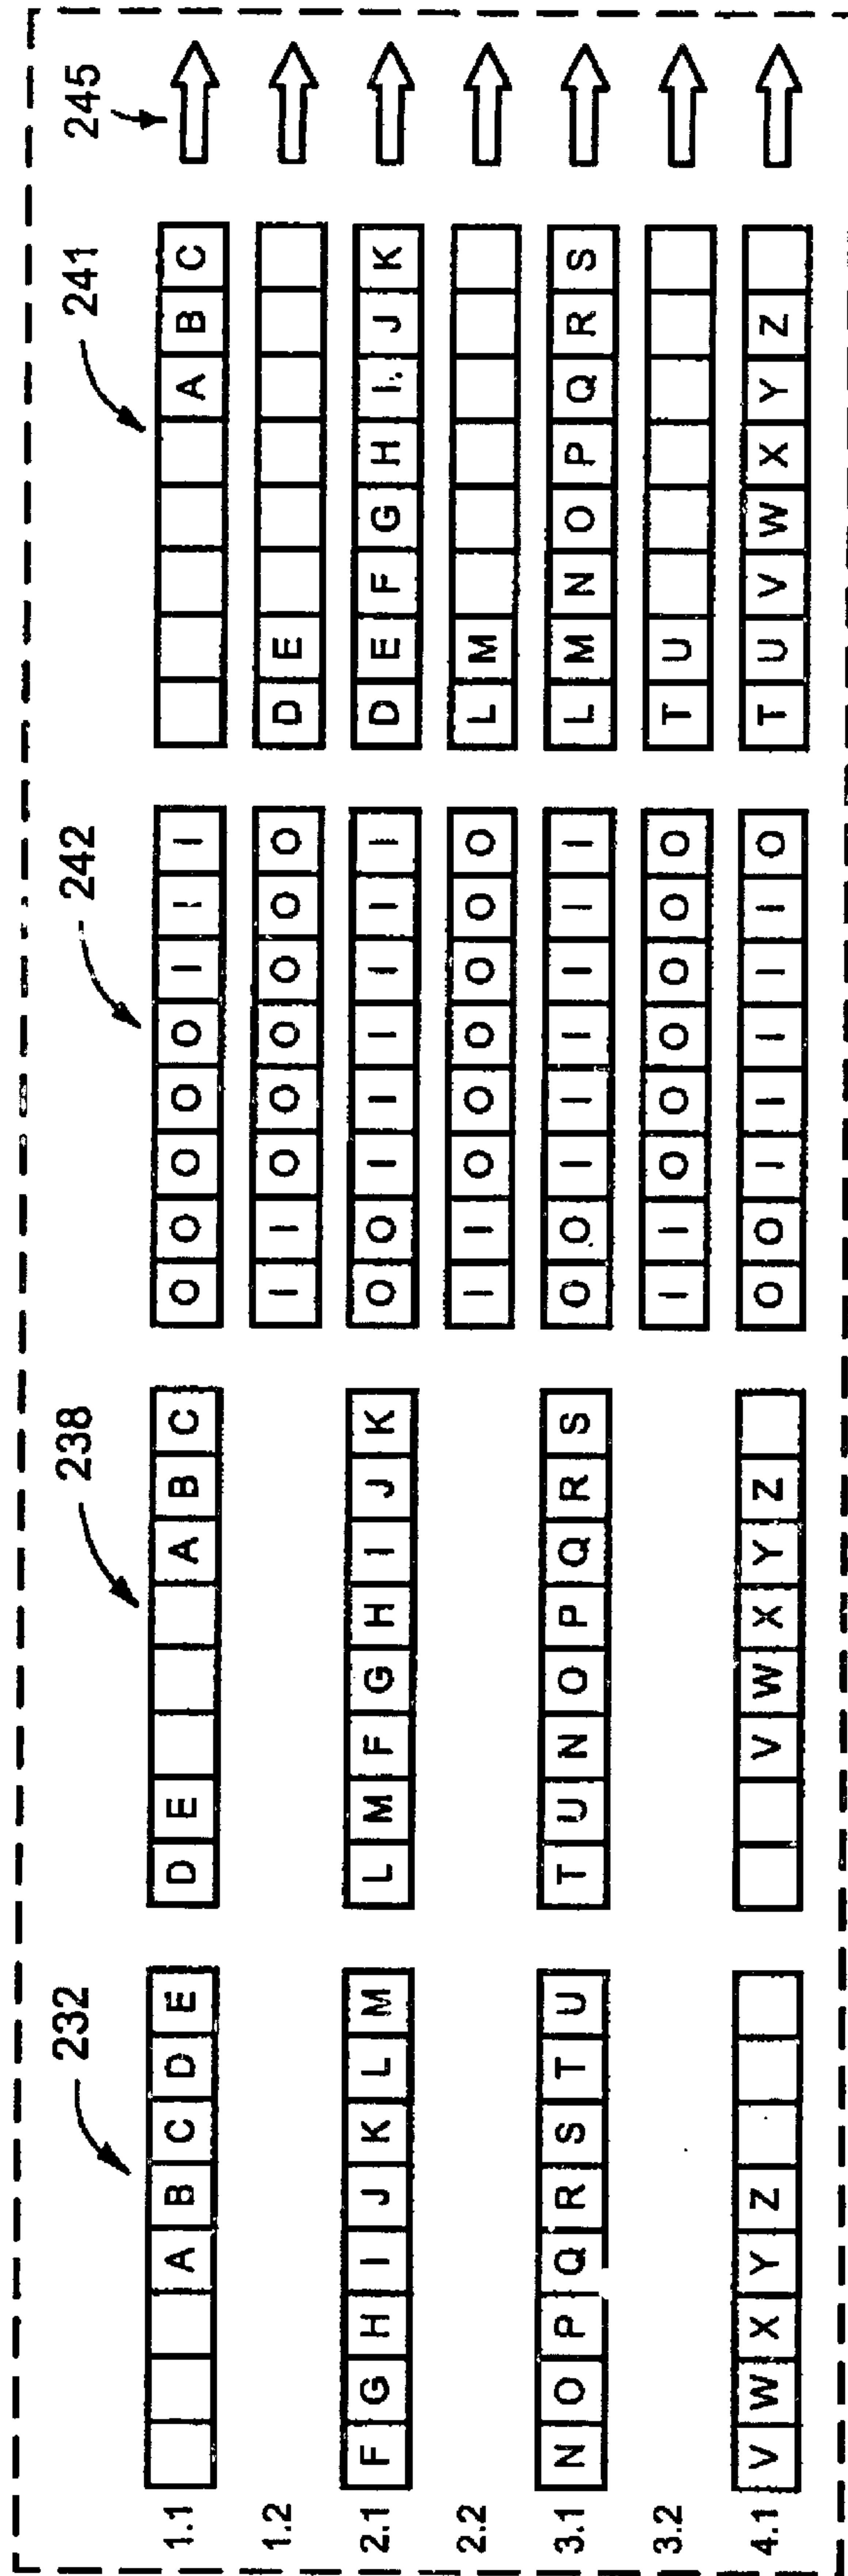 232 238 242 241 245
1.1 A B C D E D E A B C O O O O O I I I A B C
1.2 I I O O O O O O D E
2.1 F G H I J K L M L M F G H I J K O O I I I I I I D E F G H I J K
2.2 I I O O O O O O L M
3.1 N O P Q R S T U T U N O P Q R S O O I I I I I I L M N O P Q R S
3.2 I I O O O O O O T U
4.1 V W X Y Z V W X Y Z O O I I I I I O T U V W X Y Z